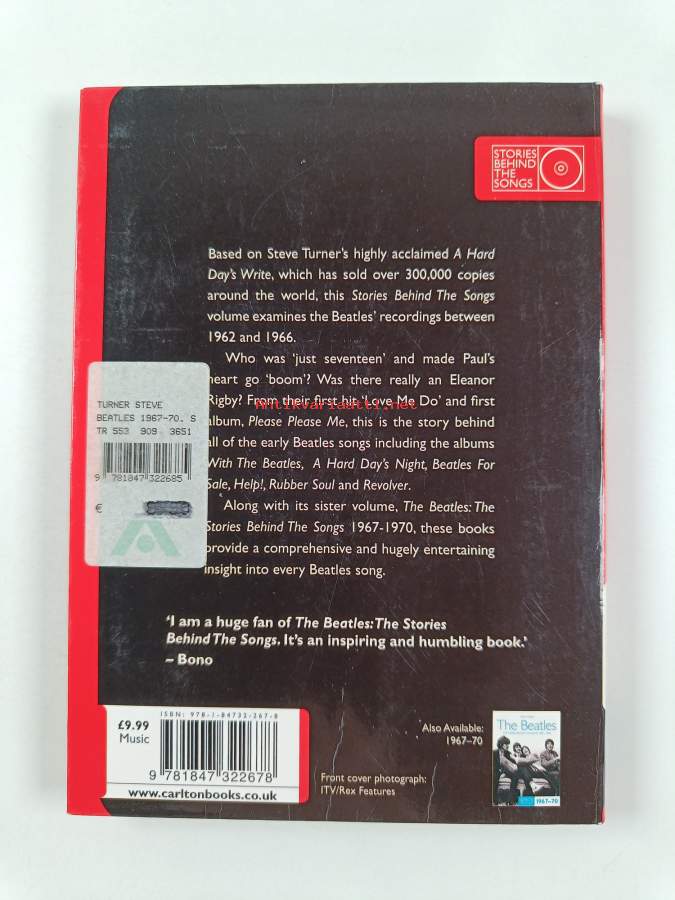 STORIES
BEHIND
THE
SONGS
Based on Steve Turner's highly acclaimed A Hard
Day's Write, which has sold over 300,000 copies
around the world, this Stories Behind The Songs
volume examines the Beatles' recordings between
1962 and 1966.
Who was 'just seventeen' and made Paul's
heart go 'boom'? Was there really an Eleanor
Rigby? From their first hit 'Love Me Do' and first
album, Please Please Me, this is the story behind
all of the early Beatles songs including the albums
With The Beatles, A Hard Day's Night, Beatles For
Sale, Help!, Rubber Soul and Revolver.
Along with its sister volume, The Beatles: The
Stories Behind The Songs 1967-1970, these books
provide a comprehensive and hugely entertaining
insight into every Beatles song.
antikvariaatti.net
TURNER STEVE
BEATLES 1967-70. S
TR 553 909 3651
9 781847 322685
€
'I am a huge fan of The Beatles: The Stories
Behind The Songs. It's an inspiring and humbling book.'
– Bono
£9.99
Music
ISBN: 978-1-84732-267-8
9 781847 322678
www.carltonbooks.co.uk
Also Available:
1967–70
Front cover photograph:
ITV/Rex Features
The Beatles
1967-70